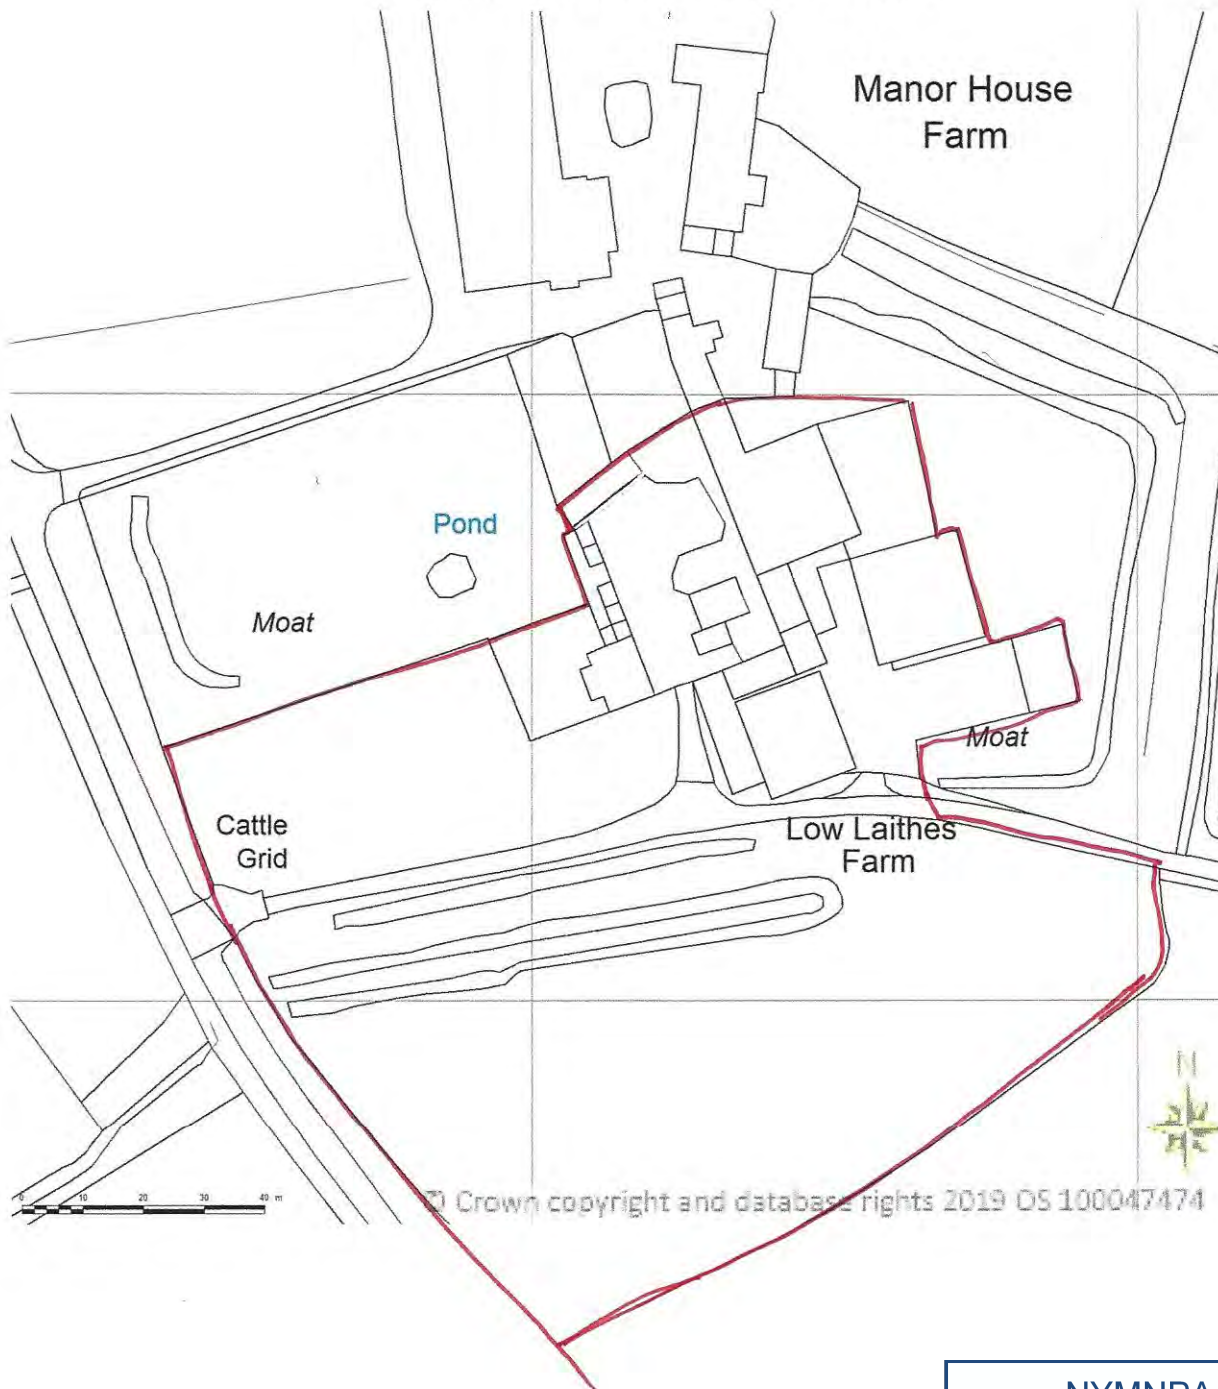 Manor House
Farm
Pond
Moat
Moat
Cattle
Grid
Low Laithes
Farm
N
0 10 20 30 40 m
© Crown copyright and database rights 2019 OS 100047474
NYMNPA